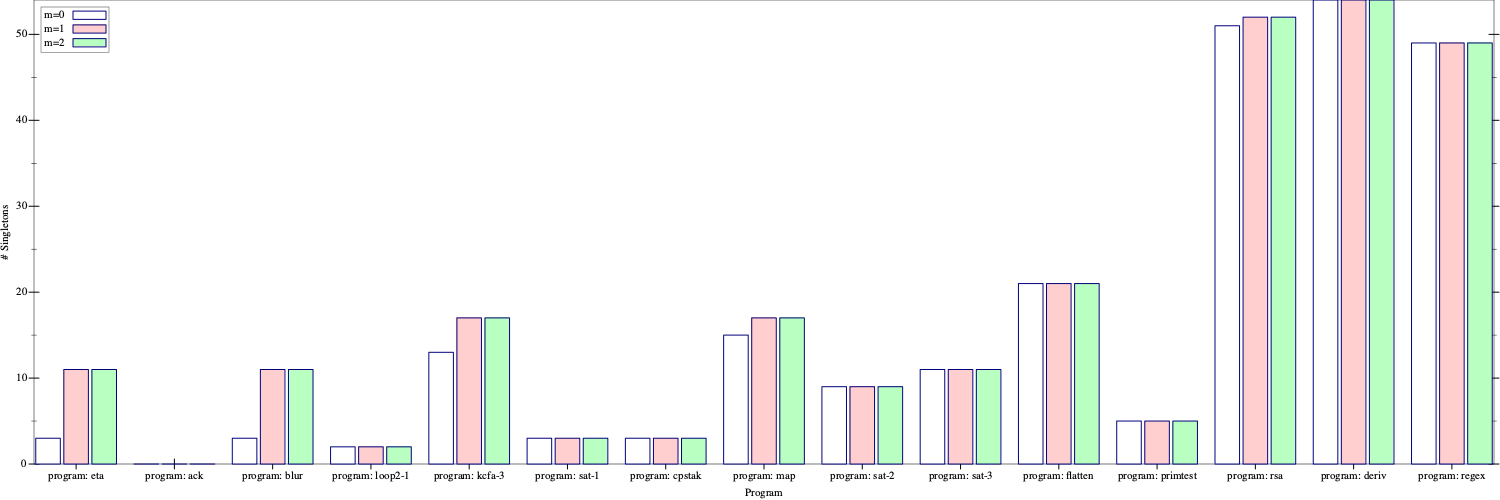 m=0
m=1
m=2
50
40
30
20
10
0
# Singletons
program: eta
program: ack
program: blur
program: loop2-1
program: kcfa-3
program: sat-1
program: cpstak
program: map
program: sat-2
program: sat-3
program: flatten
program: primtest
program: rsa
program: deriv
program: regex
Program